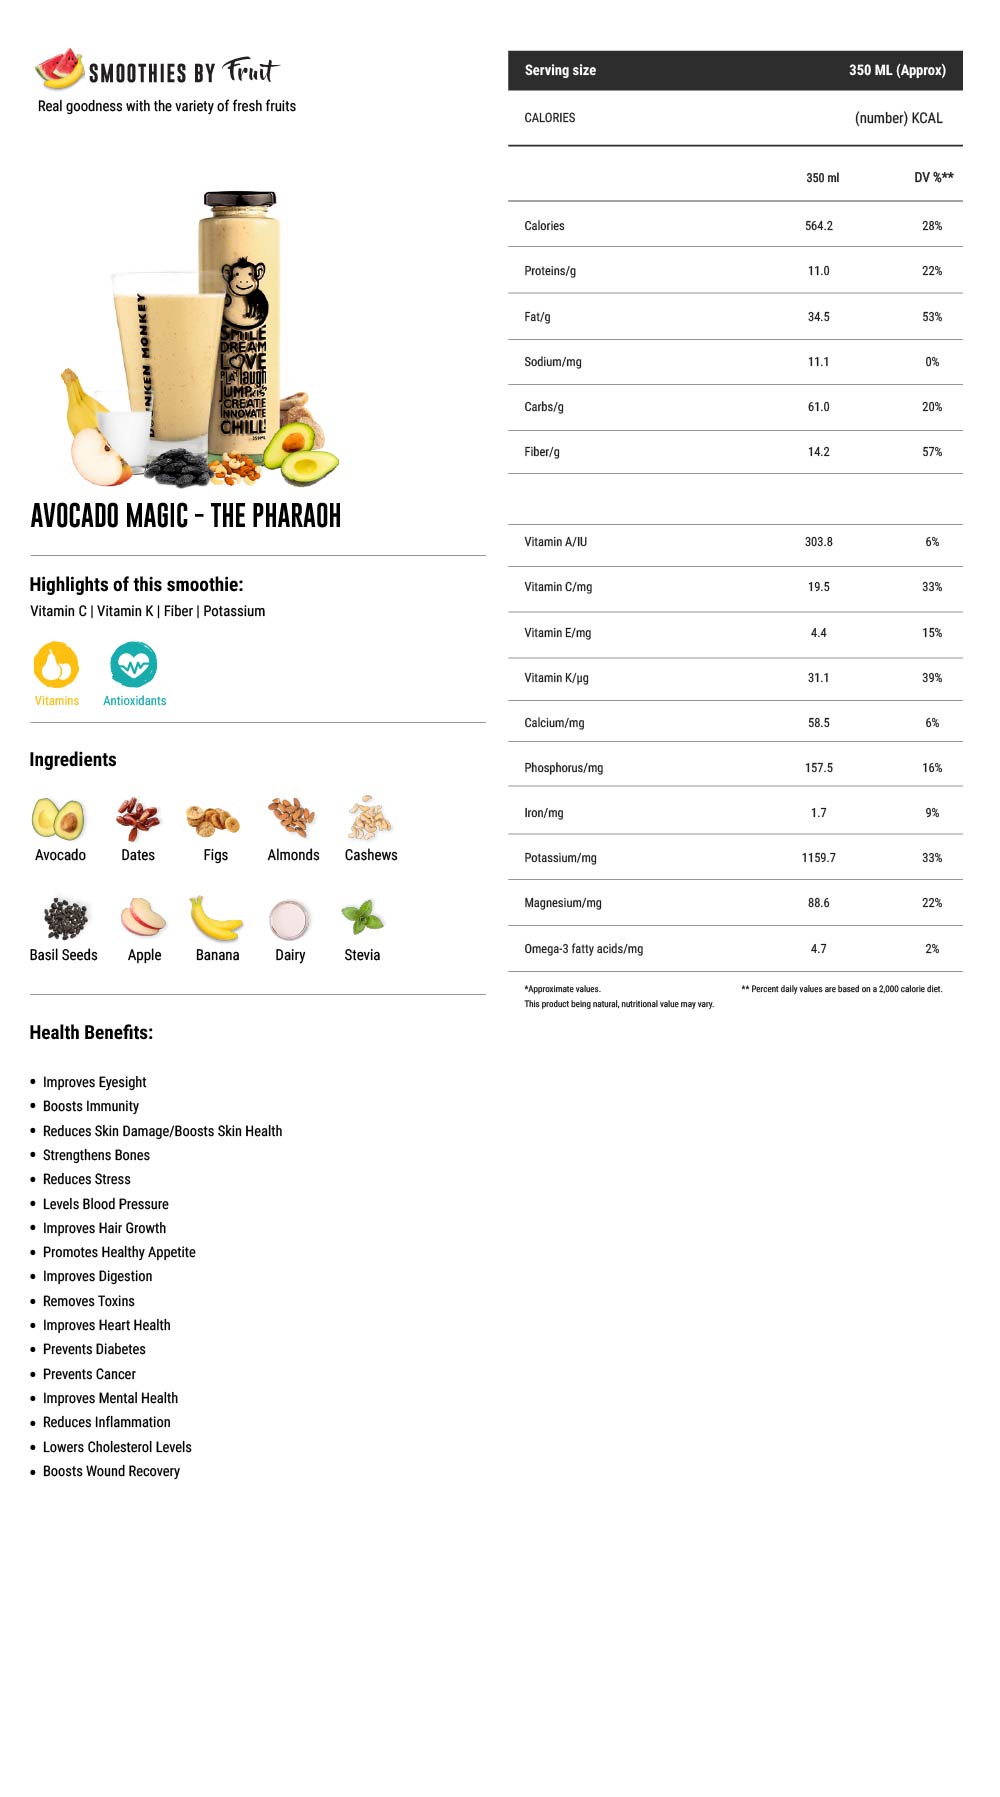 SMOOTHIES BY Fruit
Real goodness with the variety of fresh fruits
DRUNKEN MONKEY
SMILE
DREAM
LOVE
PLAY laugh
JUMP
CREATE
INNOVATE
CHILL
350ML
AVOCADO MAGIC - THE PHARAOH
Highlights of this smoothie:
Vitamin C | Vitamin K | Fiber | Potassium
Vitamins Antioxidants
Ingredients
Avocado Dates Figs Almonds Cashews
Basil Seeds Apple Banana Dairy Stevia
Health Benefits:
• Improves Eyesight
• Boosts Immunity
• Reduces Skin Damage/Boosts Skin Health
• Strengthens Bones
• Reduces Stress
• Levels Blood Pressure
• Improves Hair Growth
• Promotes Healthy Appetite
• Improves Digestion
• Removes Toxins
• Improves Heart Health
• Prevents Diabetes
• Prevents Cancer
• Improves Mental Health
• Reduces Inflammation
• Lowers Cholesterol Levels
• Boosts Wound Recovery
Serving size 350 ML (Approx)
CALORIES (number) KCAL
350 ml DV %**
Calories 564.2 28%
Proteins/g 11.0 22%
Fat/g 34.5 53%
Sodium/mg 11.1 0%
Carbs/g 61.0 20%
Fiber/g 14.2 57%
Vitamin A/IU 303.8 6%
Vitamin C/mg 19.5 33%
Vitamin E/mg 4.4 15%
Vitamin K/µg 31.1 39%
Calcium/mg 58.5 6%
Phosphorus/mg 157.5 16%
Iron/mg 1.7 9%
Potassium/mg 1159.7 33%
Magnesium/mg 88.6 22%
Omega-3 fatty acids/mg 4.7 2%
*Approximate values. ** Percent daily values are based on a 2,000 calorie diet.
This product being natural, nutritional value may vary.